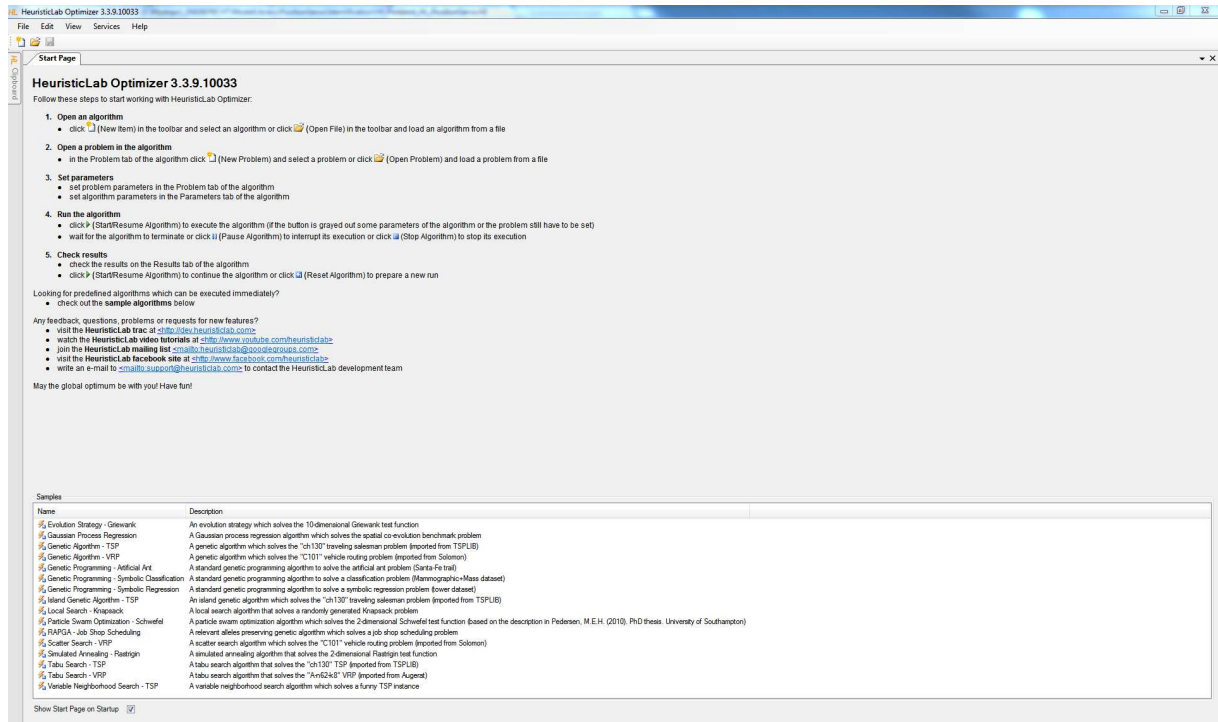 HL HeuristicLab Optimizer 3.3.9.10033
File Edit View Services Help
Clipboard
Start Page
HeuristicLab Optimizer 3.3.9.10033
Follow these steps to start working with HeuristicLab Optimizer:
1. Open an algorithm
• click (New Item) in the toolbar and select an algorithm or click (Open File) in the toolbar and load an algorithm from a file
2. Open a problem in the algorithm
• in the Problem tab of the algorithm click (New Problem) and select a problem or click (Open Problem) and load a problem from a file
3. Set parameters
• set problem parameters in the Problem tab of the algorithm
• set algorithm parameters in the Parameters tab of the algorithm
4. Run the algorithm
• click (Start/Resume Algorithm) to execute the algorithm (if the button is grayed out some parameters of the algorithm or the problem still have to be set)
• wait for the algorithm to terminate or click (Pause Algorithm) to interrupt its execution or click (Stop Algorithm) to stop its execution
5. Check results
• check the results on the Results tab of the algorithm
• click (Start/Resume Algorithm) to continue the algorithm or click (Reset Algorithm) to prepare a new run
Looking for predefined algorithms which can be executed immediately?
• check out the sample algorithms below
Any feedback, questions, problems or requests for new features?
• visit the HeuristicLab trac at <http://dev.heuristiclab.com>
• watch the HeuristicLab video tutorials at <http://www.youtube.com/heuristiclab>
• join the HeuristicLab mailing list <mailto:heuristiclab@googlegroups.com>
• visit the HeuristicLab facebook site at <http://www.facebook.com/heuristiclab>
• write an e-mail to <mailto:support@heuristiclab.com> to contact the HeuristicLab development team
May the global optimum be with you! Have fun!
Samples
Name Description
Evolution Strategy - Griewank An evolution strategy which solves the 10-dimensional Griewank test function
Gaussian Process Regression A Gaussian process regression algorithm which solves the spatial co-evolution benchmark problem
Genetic Algorithm - TSP A genetic algorithm which solves the "ch130" traveling salesman problem (imported from TSPLIB)
Genetic Algorithm - VRP A genetic algorithm which solves the "C101" vehicle routing problem (imported from Solomon)
Genetic Programming - Artificial Ant A standard genetic programming algorithm to solve the artificial ant problem (Santa-Fe trail)
Genetic Programming - Symbolic Classification A standard genetic programming algorithm to solve a classification problem (Mammographic+Mass dataset)
Genetic Programming - Symbolic Regression A standard genetic programming algorithm to solve a symbolic regression problem (tower dataset)
Island Genetic Algorithm - TSP An island genetic algorithm which solves the "ch130" traveling salesman problem (imported from TSPLIB)
Local Search - Knapsack A local search algorithm that solves a randomly generated Knapsack problem
Particle Swarm Optimization - Schwefel A particle swarm optimization algorithm which solves the 2-dimensional Schwefel test function (based on the description in Pedersen, M.E.H. (2010). PhD thesis. University of Southampton)
RAPGA - Job Shop Scheduling A relevant alleles preserving genetic algorithm which solves a job shop scheduling problem
Scatter Search - VRP A scatter search algorithm which solves the "C101" vehicle routing problem (imported from Solomon)
Simulated Annealing - Rastrigin A simulated annealing algorithm that solves the 2-dimensional Rastrigin test function
Tabu Search - TSP A tabu search algorithm that solves the "ch130" TSP (imported from TSPLIB)
Tabu Search - VRP A tabu search algorithm that solves the "A-n62-k8" VRP (imported from Augerat)
Variable Neighborhood Search - TSP A variable neighborhood search algorithm which solves a funny TSP instance
Show Start Page on Startup